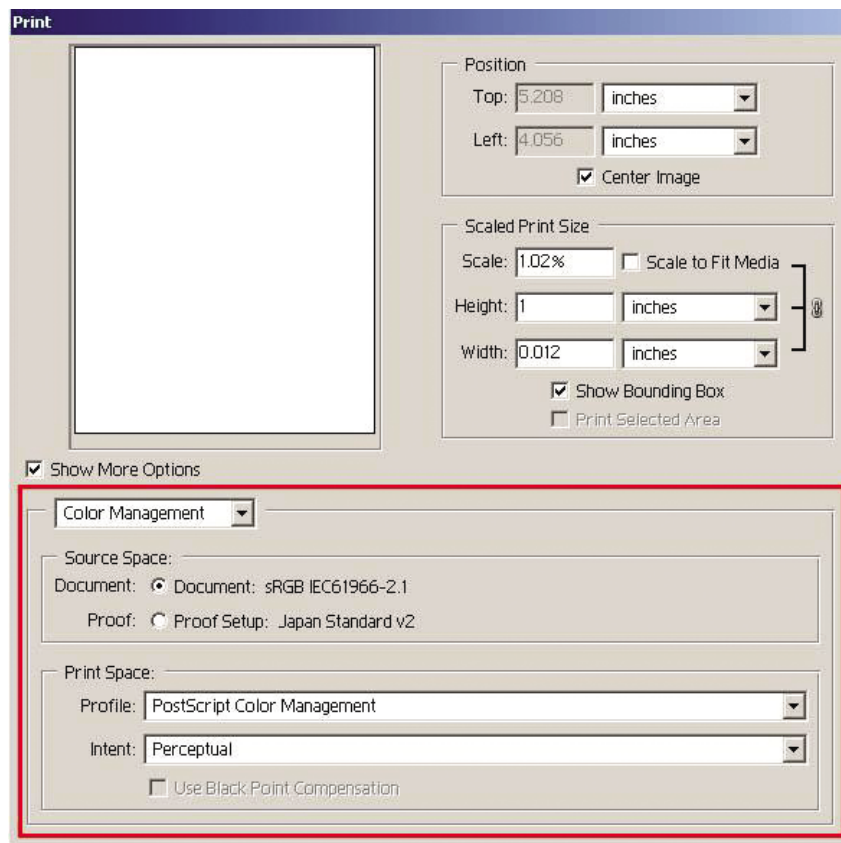 Print
Position
Top: 5.208 inches
Left: 4.056 inches
Center Image
Scaled Print Size
Scale: 1.02% Scale to Fit Media
Height: 1 inches
Width: 0.012 inches
Show Bounding Box
Print Selected Area
Show More Options
Color Management
Source Space:
Document: Document: sRGB IEC61966-2.1
Proof: Proof Setup: Japan Standard v2
Print Space:
Profile: PostScript Color Management
Intent: Perceptual
Use Black Point Compensation